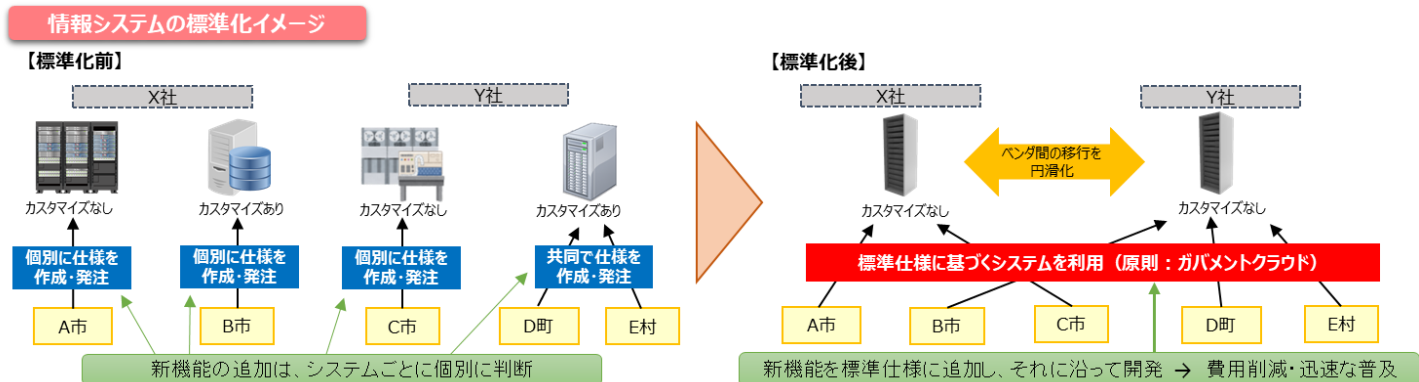 情報システムの標準化イメージ
【標準化前】
X社
Y社
カスタマイズなし
カスタマイズあり
カスタマイズなし
カスタマイズあり
個別に仕様を
作成・発注
個別に仕様を
作成・発注
個別に仕様を
作成・発注
共同で仕様を
作成・発注
A市
B市
C市
D町
E村
新機能の追加は、システムごとに個別に判断
【標準化後】
X社
Y社
ベンダ間の移行を
円滑化
カスタマイズなし
カスタマイズなし
標準仕様に基づくシステムを利用（原則：ガバメントクラウド）
A市
B市
C市
D町
E村
新機能を標準仕様に追加し、それに沿って開発 → 費用削減・迅速な普及